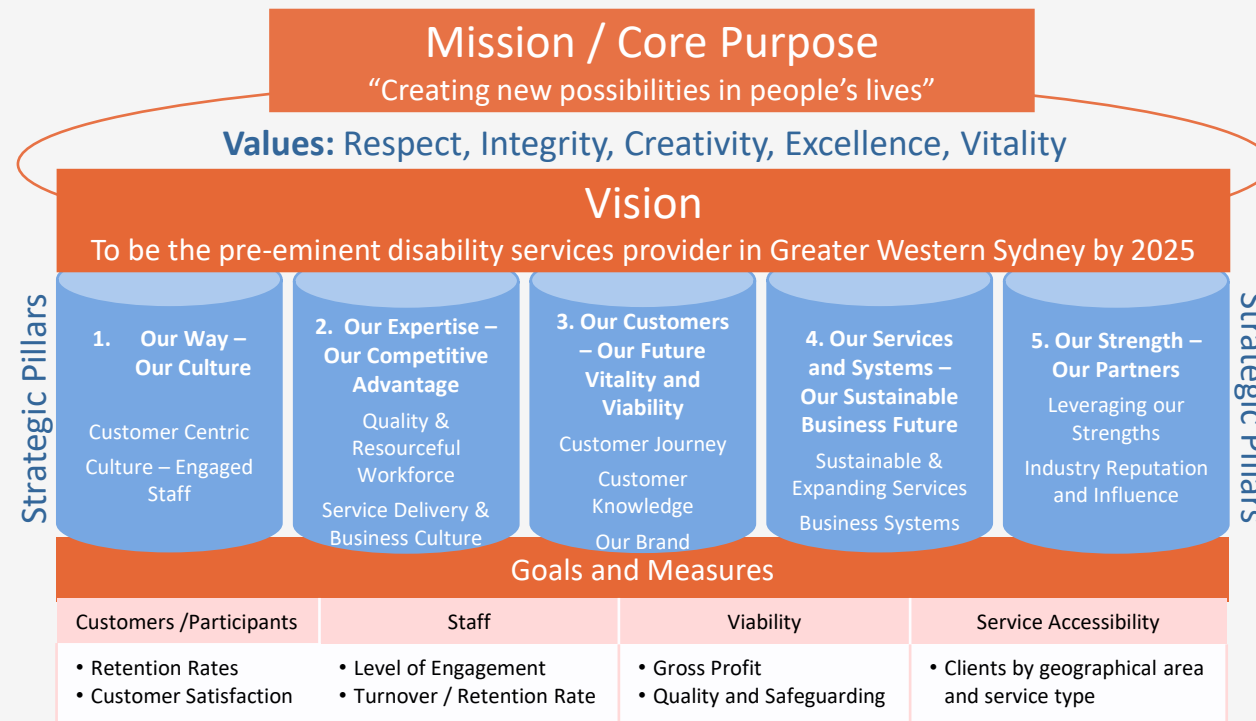 Mission / Core Purpose
“Creating new possibilities in people’s lives”
Values: Respect, Integrity, Creativity, Excellence, Vitality
Vision
To be the pre-eminent disability services provider in Greater Western Sydney by 2025
Strategic Pillars
1. Our Way –
Our Culture
Customer Centric
Culture – Engaged
Staff
2. Our Expertise –
Our Competitive
Advantage
Quality &
Resourceful
Workforce
Service Delivery &
Business Culture
3. Our Customers
– Our Future
Vitality and
Viability
Customer Journey
Customer
Knowledge
Our Brand
4. Our Services
and Systems –
Our Sustainable
Business Future
Sustainable &
Expanding Services
Business Systems
5. Our Strength –
Our Partners
Leveraging our
Strengths
Industry Reputation
and Influence
Strategic Pillars
Goals and Measures
Customers /Participants
• Retention Rates
• Customer Satisfaction
Staff
• Level of Engagement
• Turnover / Retention Rate
Viability
• Gross Profit
• Quality and Safeguarding
Service Accessibility
• Clients by geographical area
and service type